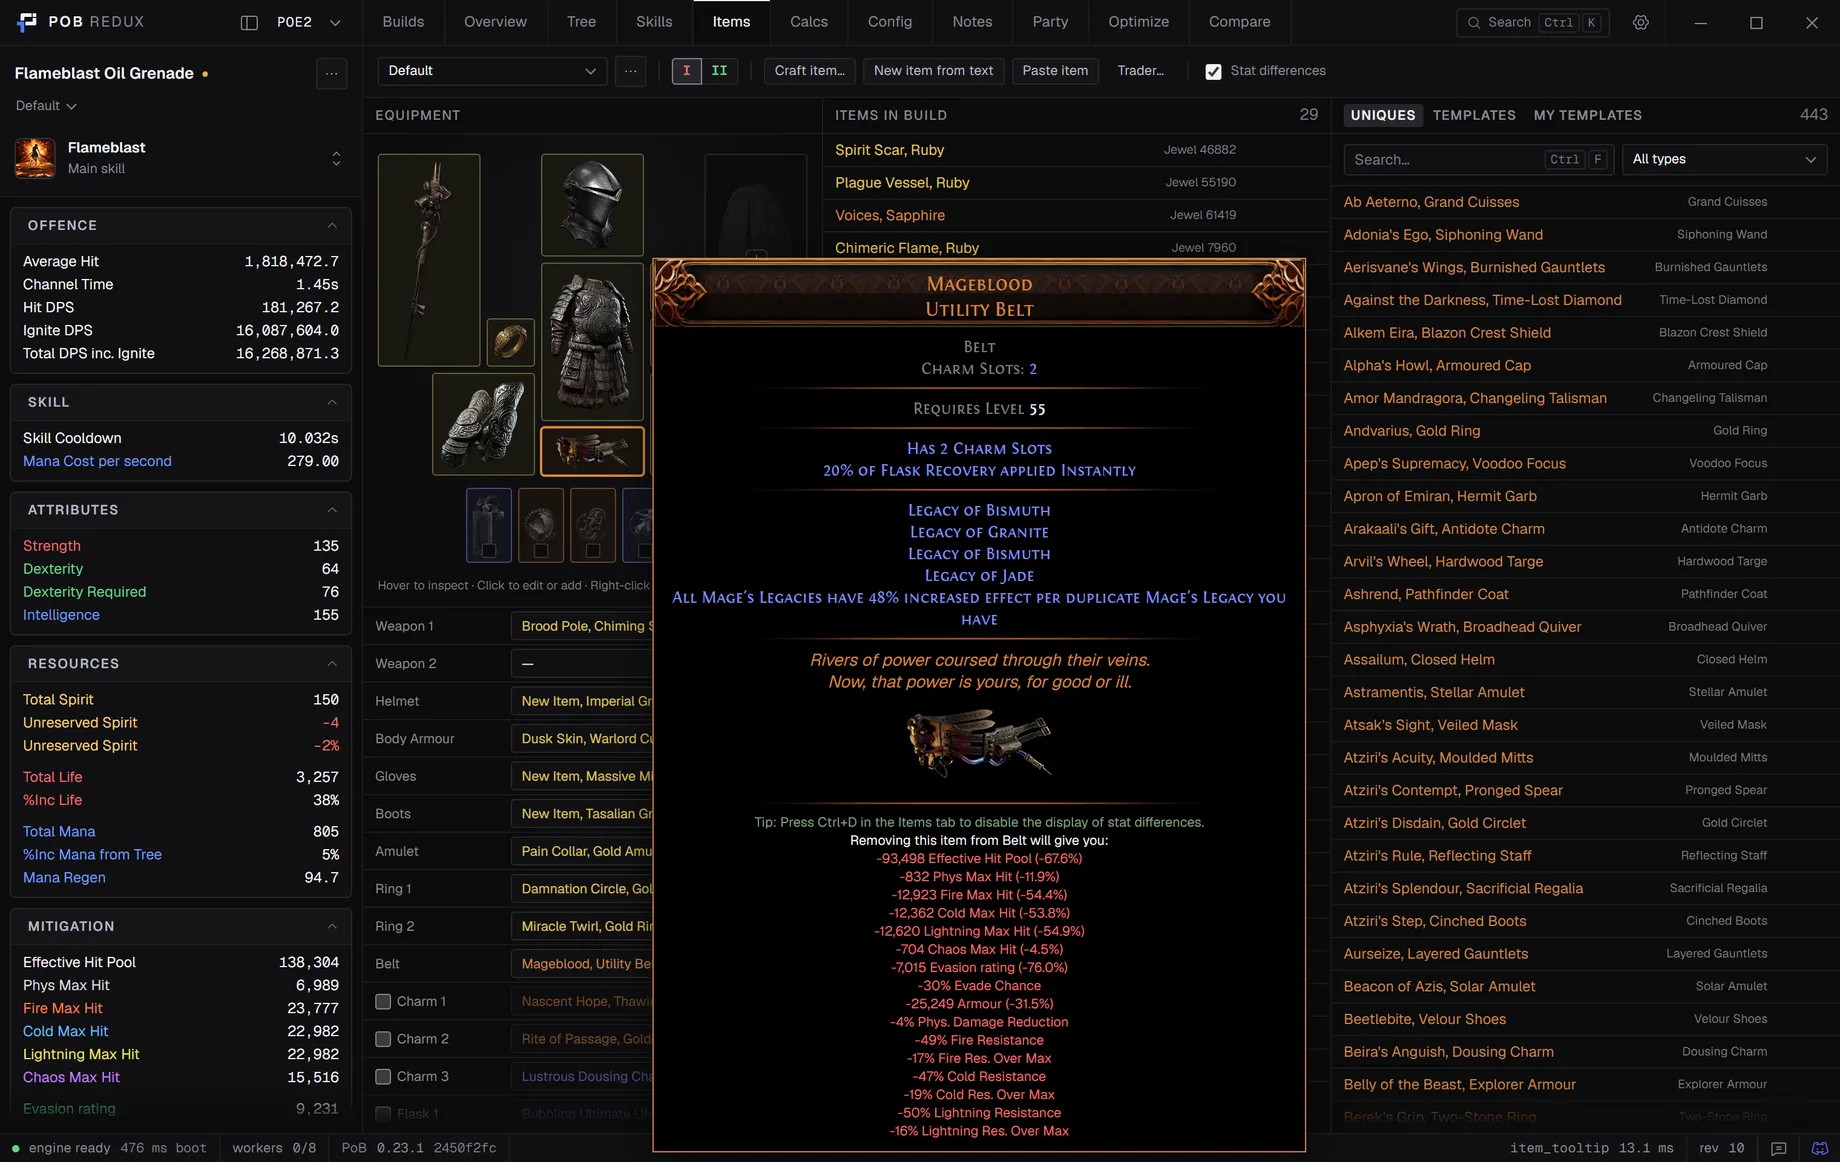 POB REDUX
POE2
Builds
Overview
Tree
Skills
Items
Calcs
Config
Notes
Party
Optimize
Compare
Search Ctrl K
Flameblast Oil Grenade
...
Default
Flameblast
Main skill
OFFENCE
Average Hit 1,818,472.7
Channel Time 1.45s
Hit DPS 181,267.2
Ignite DPS 16,087,604.0
Total DPS inc. Ignite 16,268,871.3
SKILL
Skill Cooldown 10.032s
Mana Cost per second 279.00
ATTRIBUTES
Strength 135
Dexterity 64
Dexterity Required 76
Intelligence 155
RESOURCES
Total Spirit 150
Unreserved Spirit -4
Unreserved Spirit -2%
Total Life 3,257
%Inc Life 38%
Total Mana 805
%Inc Mana from Tree 5%
Mana Regen 94.7
MITIGATION
Effective Hit Pool 138,304
Phys Max Hit 6,989
Fire Max Hit 23,777
Cold Max Hit 22,982
Lightning Max Hit 22,982
Chaos Max Hit 15,516
Evasion rating 9,231
Default
...
I II
Craft item...
New item from text
Paste item
Trader...
Stat differences
EQUIPMENT
Hover to inspect · Click to edit or add · Right-click
Weapon 1 Brood Pole, Chiming S
Weapon 2 —
Helmet New Item, Imperial Gr
Body Armour Dusk Skin, Warlord Cu
Gloves New Item, Massive Mi
Boots New Item, Tasalian Gr
Amulet Pain Collar, Gold Amu
Ring 1 Damnation Circle, Gol
Ring 2 Miracle Twirl, Gold Rin
Belt Mageblood, Utility Be
Charm 1 Nascent Hope, Thawi
Charm 2 Rite of Passage, Gold
Charm 3 Lustrous Dousing Cha
Flask 1 Bubbling Ultimate Li
ITEMS IN BUILD 29
Spirit Scar, Ruby Jewel 46882
Plague Vessel, Ruby Jewel 55190
Voices, Sapphire Jewel 61419
Chimeric Flame, Ruby Jewel 7960
MAGEBLOOD
UTILITY BELT
BELT
CHARM SLOTS: 2
REQUIRES LEVEL 55
HAS 2 CHARM SLOTS
20% OF FLASK RECOVERY APPLIED INSTANTLY
LEGACY OF BISMUTH
LEGACY OF GRANITE
LEGACY OF BISMUTH
LEGACY OF JADE
ALL MAGE'S LEGACIES HAVE 48% INCREASED EFFECT PER DUPLICATE MAGE'S LEGACY YOU
HAVE
Rivers of power coursed through their veins.
Now, that power is yours, for good or ill.
Tip: Press Ctrl+D in the Items tab to disable the display of stat differences.
Removing this item from Belt will give you:
-93,498 Effective Hit Pool (-67.6%)
-832 Phys Max Hit (-11.9%)
-12,923 Fire Max Hit (-54.4%)
-12,362 Cold Max Hit (-53.8%)
-12,620 Lightning Max Hit (-54.9%)
-704 Chaos Max Hit (-4.5%)
-7,015 Evasion rating (-76.0%)
-30% Evade Chance
-25,249 Armour (-31.5%)
-4% Phys. Damage Reduction
-49% Fire Resistance
-17% Fire Res. Over Max
-47% Cold Resistance
-19% Cold Res. Over Max
-50% Lightning Resistance
-16% Lightning Res. Over Max
UNIQUES TEMPLATES MY TEMPLATES 443
Search... Ctrl F
All types
Ab Aeterno, Grand Cuisses Grand Cuisses
Adonia's Ego, Siphoning Wand Siphoning Wand
Aerisvane's Wings, Burnished Gauntlets Burnished Gauntlets
Against the Darkness, Time-Lost Diamond Time-Lost Diamond
Alkem Eira, Blazon Crest Shield Blazon Crest Shield
Alpha's Howl, Armoured Cap Armoured Cap
Amor Mandragora, Changeling Talisman Changeling Talisman
Andvarius, Gold Ring Gold Ring
Apep's Supremacy, Voodoo Focus Voodoo Focus
Apron of Emiran, Hermit Garb Hermit Garb
Arakaali's Gift, Antidote Charm Antidote Charm
Arvil's Wheel, Hardwood Targe Hardwood Targe
Ashrend, Pathfinder Coat Pathfinder Coat
Asphyxia's Wrath, Broadhead Quiver Broadhead Quiver
Assailum, Closed Helm Closed Helm
Astramentis, Stellar Amulet Stellar Amulet
Atsak's Sight, Veiled Mask Veiled Mask
Atziri's Acuity, Moulded Mitts Moulded Mitts
Atziri's Contempt, Pronged Spear Pronged Spear
Atziri's Disdain, Gold Circlet Gold Circlet
Atziri's Rule, Reflecting Staff Reflecting Staff
Atziri's Splendour, Sacrificial Regalia Sacrificial Regalia
Atziri's Step, Cinched Boots Cinched Boots
Aurseize, Layered Gauntlets Layered Gauntlets
Beacon of Azis, Solar Amulet Solar Amulet
Beetlebite, Velour Shoes Velour Shoes
Beira's Anguish, Dousing Charm Dousing Charm
Belly of the Beast, Explorer Armour Explorer Armour
Berek's Grip, Two-Stone Ring Two-Stone Ring
engine ready 476 ms boot
workers 0/8
PoB 0.23.1 2450f2fc
item_tooltip 13.1 ms
rev 10